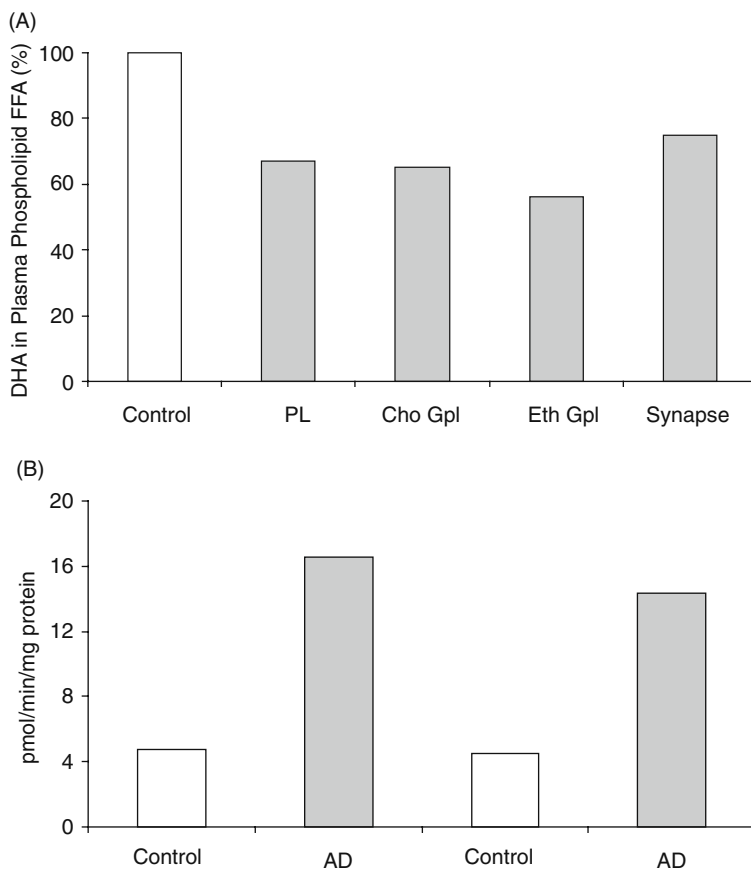 (A)
DHA in Plasma Phospholipid FFA (%)
100
80
60
40
20
0
Control PL Cho Gpl Eth Gpl Synapse
(B)
pmol/min/mg protein
20
16
12
8
4
0
Control AD Control AD